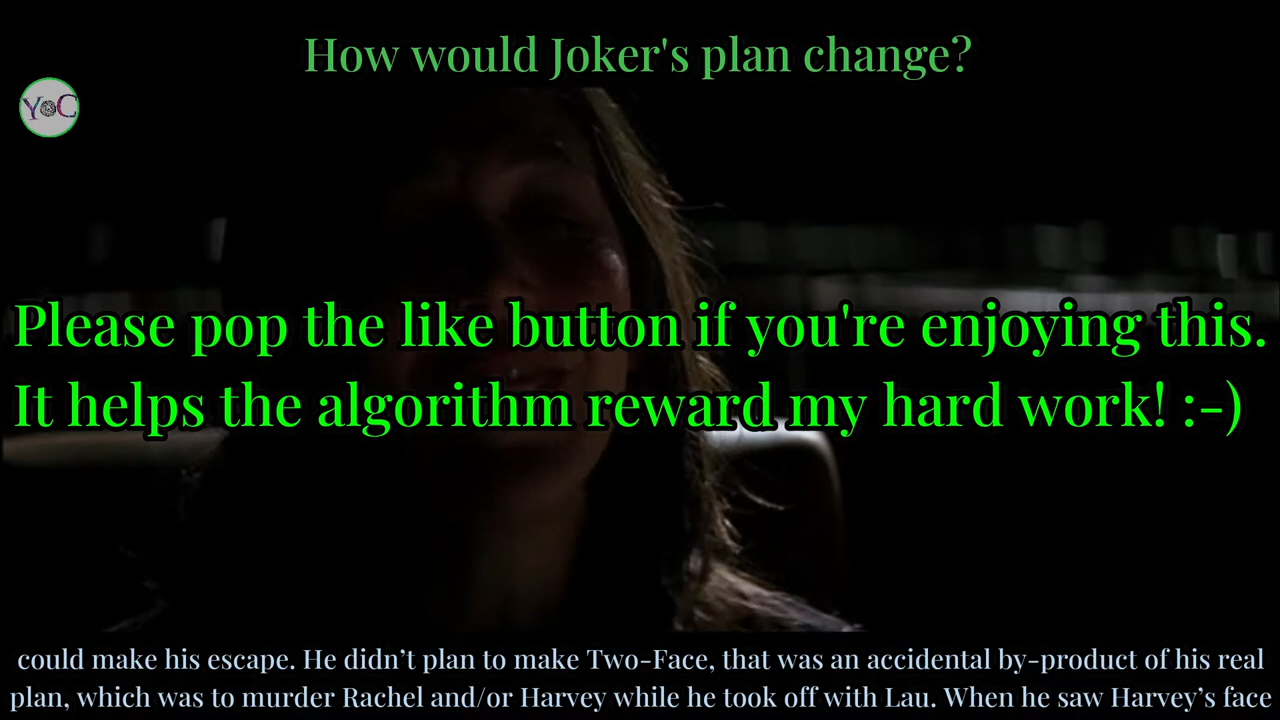 How would Joker's plan change?
YC
Please pop the like button if you're enjoying this.
It helps the algorithm reward my hard work! :-)
could make his escape. He didn’t plan to make Two-Face, that was an accidental by-product of his real
plan, which was to murder Rachel and/or Harvey while he took off with Lau. When he saw Harvey’s face